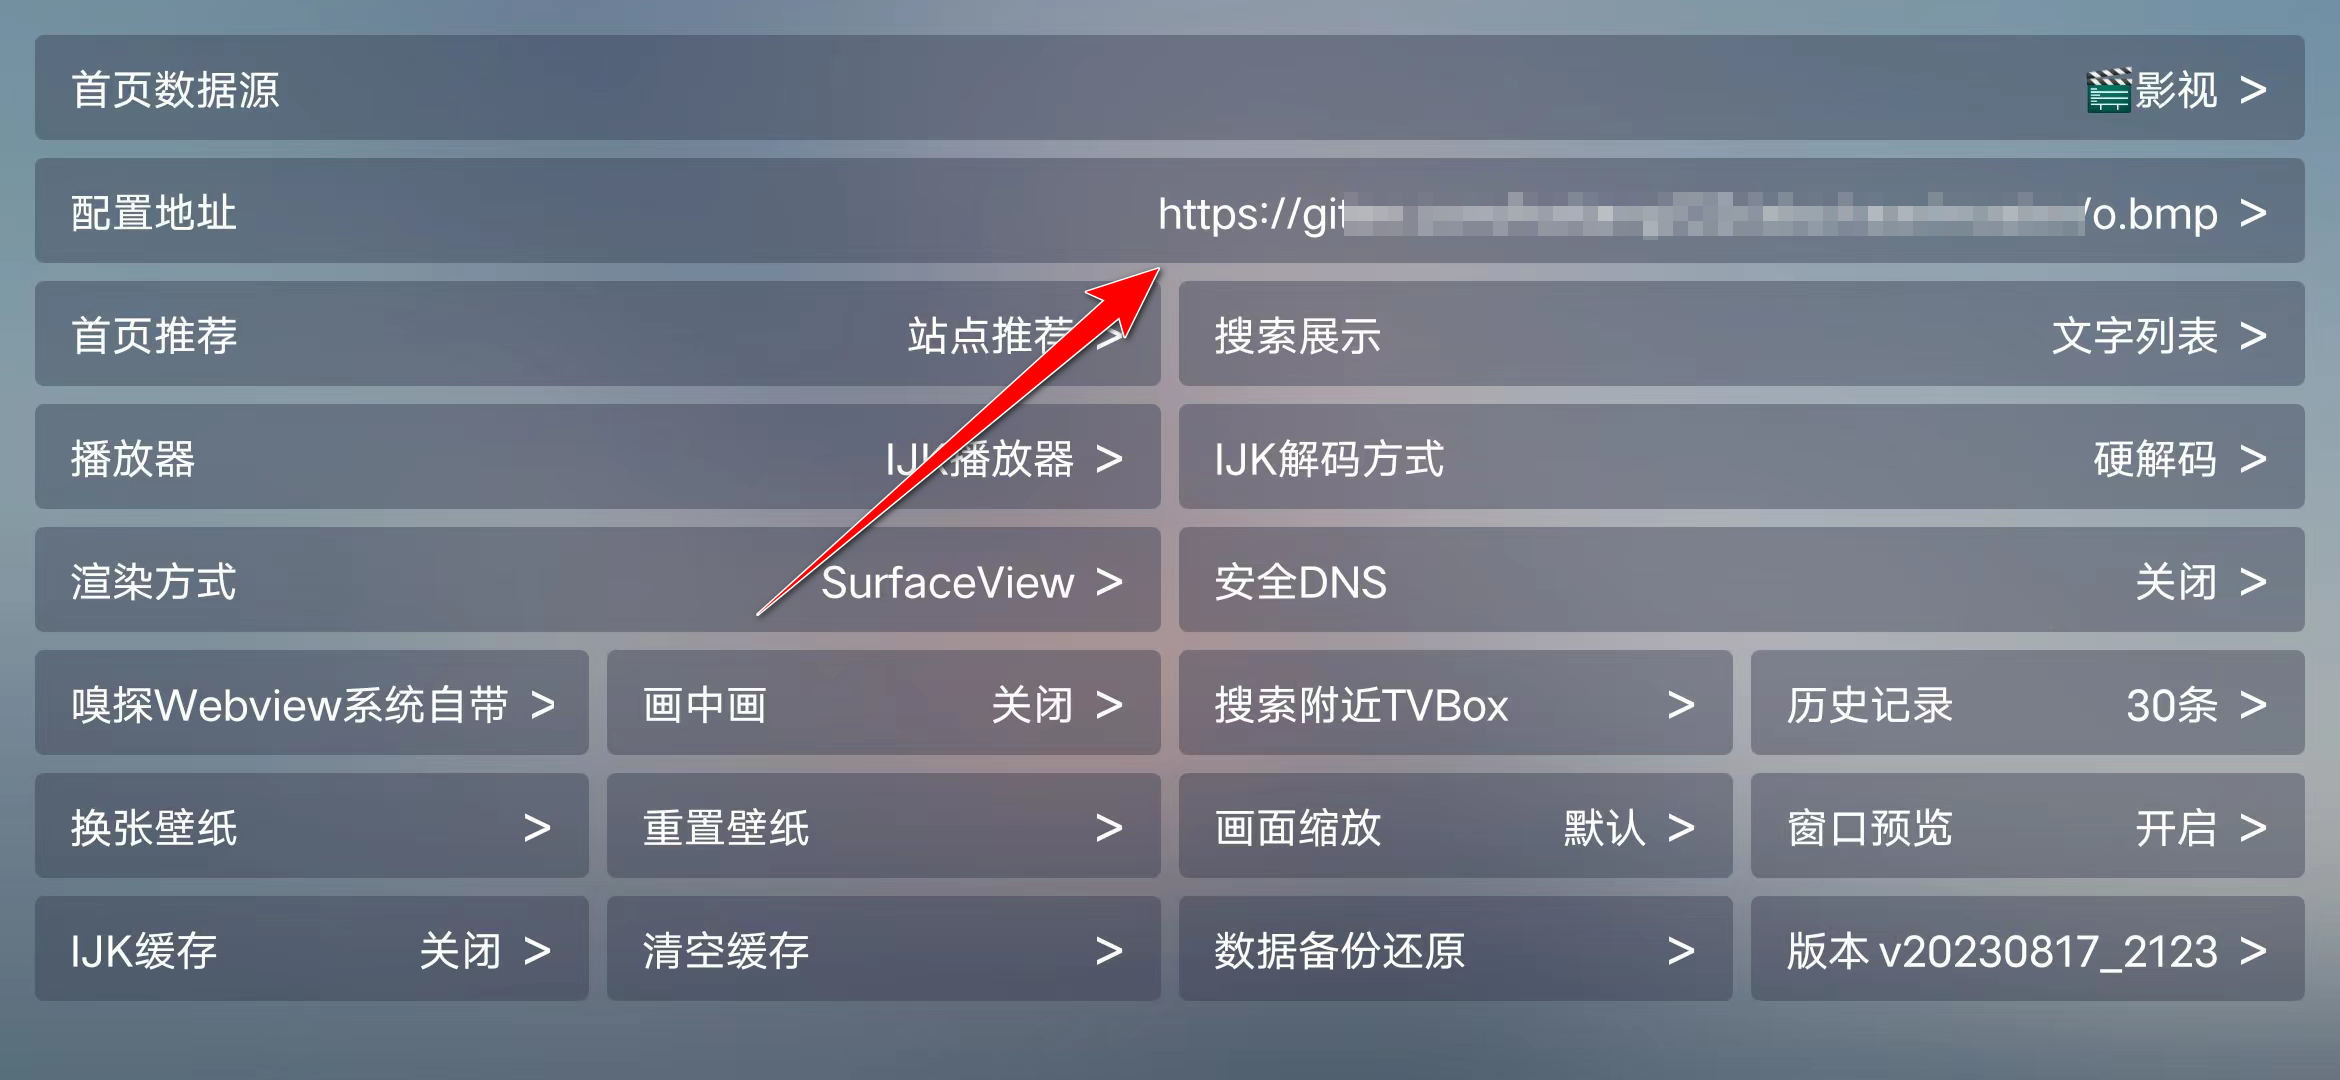 首页数据源 🎬影视 >
配置地址 https://git /o.bmp >
首页推荐 站点推荐 > 搜索展示 文字列表 >
播放器 IJK播放器 > IJK解码方式 硬解码 >
渲染方式 SurfaceView > 安全DNS 关闭 >
嗅探Webview系统自带 > 画中画 关闭 > 搜索附近TVBox > 历史记录 30条 >
换张壁纸 > 重置壁纸 > 画面缩放 默认 > 窗口预览 开启 >
IJK缓存 关闭 > 清空缓存 > 数据备份还原 > 版本 v20230817_2123 >